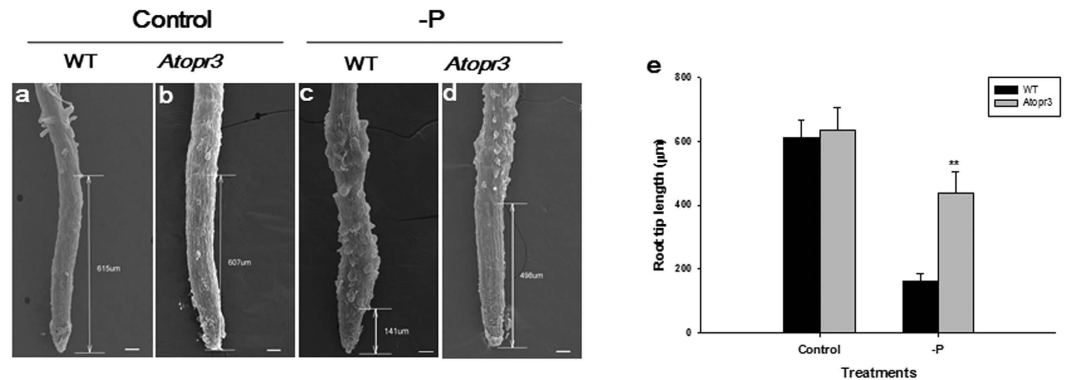 Control -P
WT Atopr3 WT Atopr3
a b c d
615um
607um
141um
498um
e
800
600
400
200
0
Root tip length (µm)
WT
Atopr3
**
Control -P
Treatments